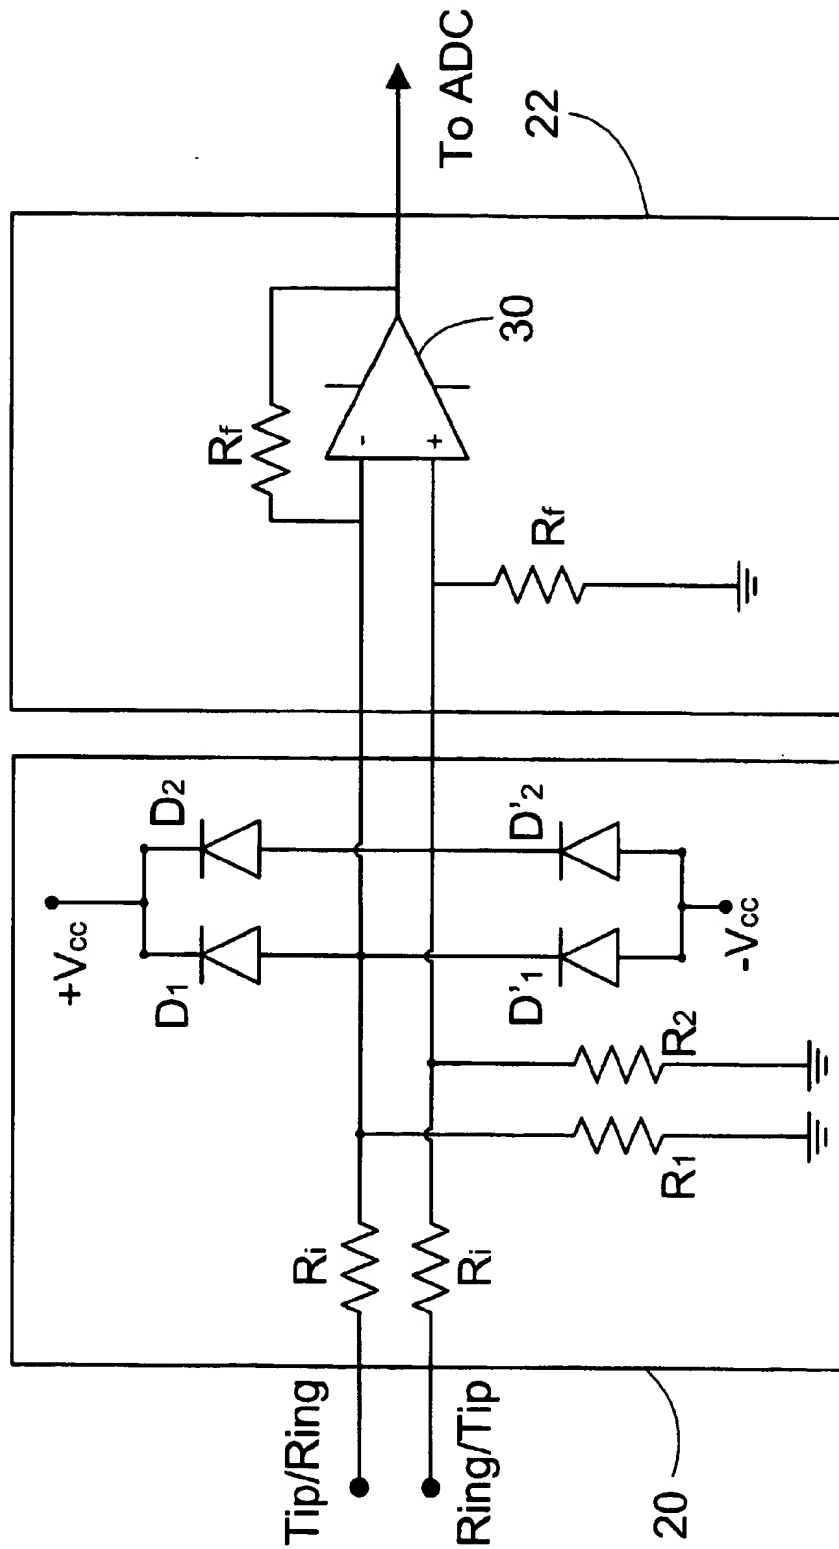 Tip/Ring
Ring/Tip
20
Ri
Ri
R1
R2
+Vcc
D1
D2
D'1
D'2
-Vcc
Rf
Rf
-
+
30
To ADC
22